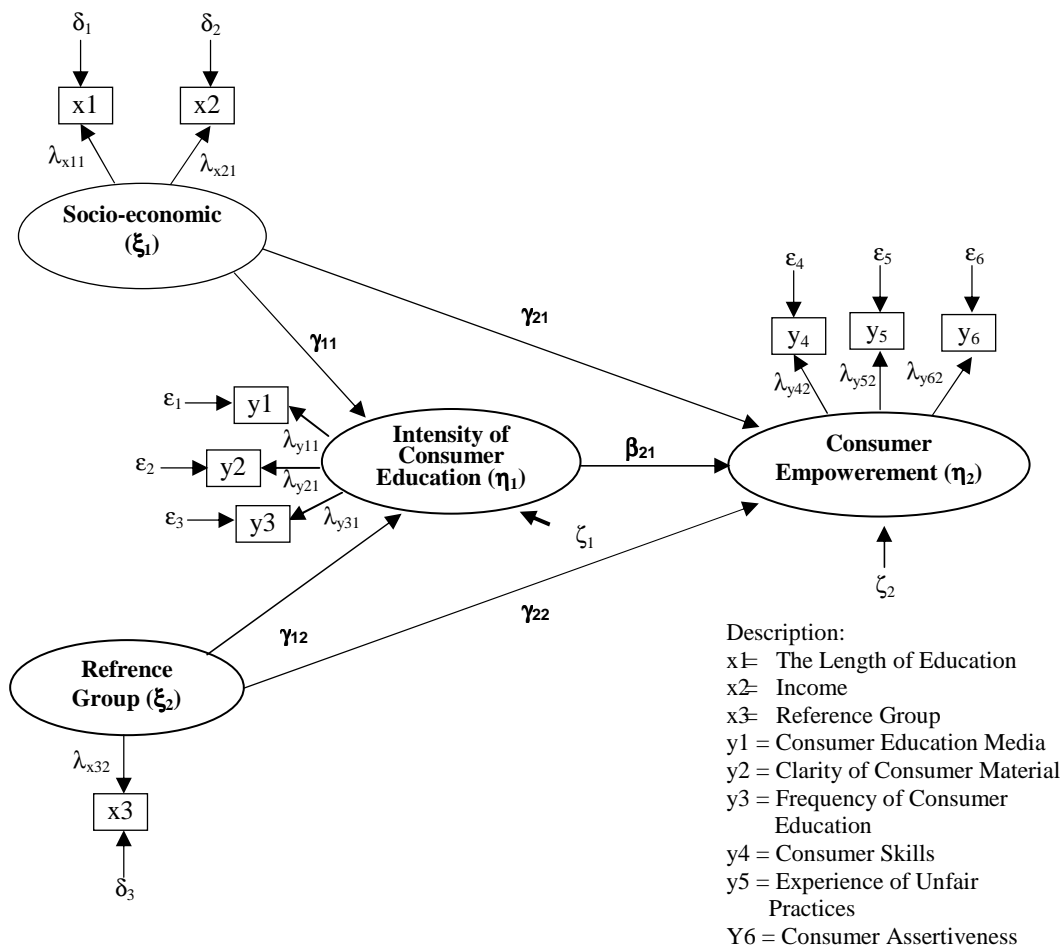 δ₁
δ₂
x1
x2
λₓ₁₁
λₓ₂₁
Socio-economic
(ξ₁)
γ₂₁
γ₁₁
ε₄
ε₅
ε₆
y₄
y₅
y₆
λy42
λy52
λy62
ε₁
y1
λy11
ε₂
y2
λy21
ε₃
y3
λy31
Intensity of
Consumer
Education (η₁)
β₂₁
Consumer
Empowerement (η₂)
ζ₁
ζ₂
γ₁₂
γ₂₂
Refrence
Group (ξ₂)
λₓ₃₂
x3
δ₃
Description:
x1= The Length of Education
x2= Income
x3= Reference Group
y1 = Consumer Education Media
y2 = Clarity of Consumer Material
y3 = Frequency of Consumer
Education
y4 = Consumer Skills
y5 = Experience of Unfair
Practices
Y6 = Consumer Assertiveness